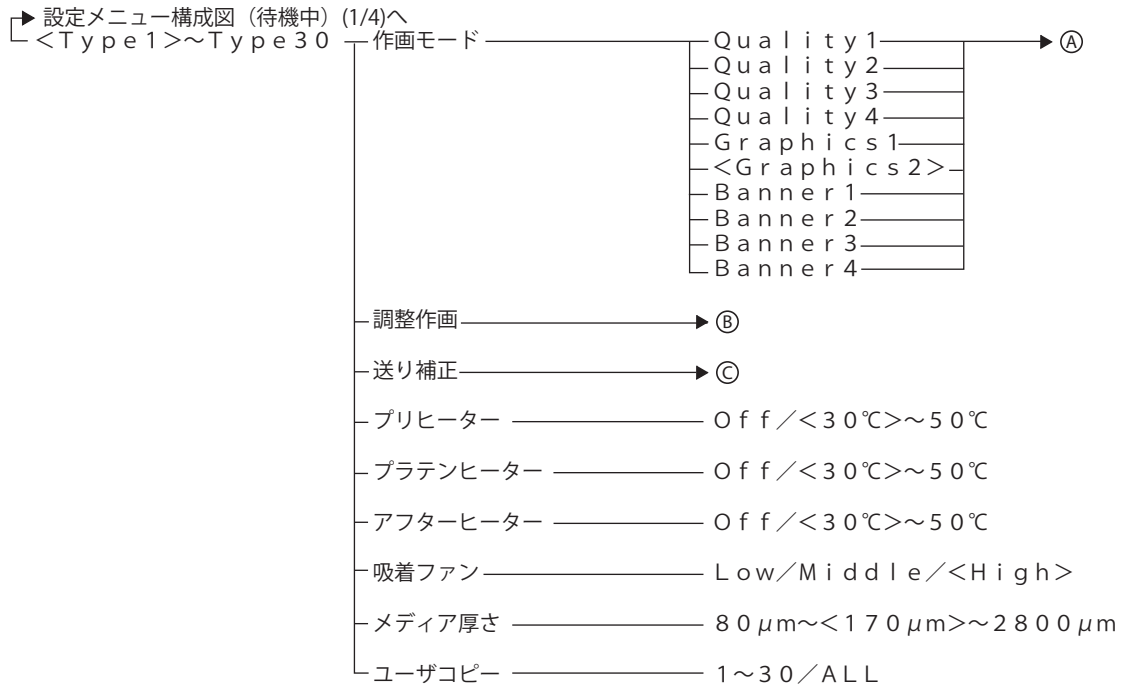 設定メニュー構成図（待機中）(1/4)へ
＜Ｔｙｐｅ１＞～Ｔｙｐｅ３０
作画モード
Ｑｕａｌｉｔｙ１
Ⓐ
Ｑｕａｌｉｔｙ２
Ｑｕａｌｉｔｙ３
Ｑｕａｌｉｔｙ４
Ｇｒａｐｈｉｃｓ１
＜Ｇｒａｐｈｉｃｓ２＞
Ｂａｎｎｅｒ１
Ｂａｎｎｅｒ２
Ｂａｎｎｅｒ３
Ｂａｎｎｅｒ４
調整作画
Ⓑ
送り補正
Ⓒ
プリヒーター
Ｏｆｆ／＜３０℃＞～５０℃
プラテンヒーター
Ｏｆｆ／＜３０℃＞～５０℃
アフターヒーター
Ｏｆｆ／＜３０℃＞～５０℃
吸着ファン
Ｌｏｗ／Ｍｉｄｄｌｅ／＜Ｈｉｇｈ＞
メディア厚さ
８０μｍ～＜１７０μｍ＞～２８００μｍ
ユーザコピー
１～３０／ＡＬＬ